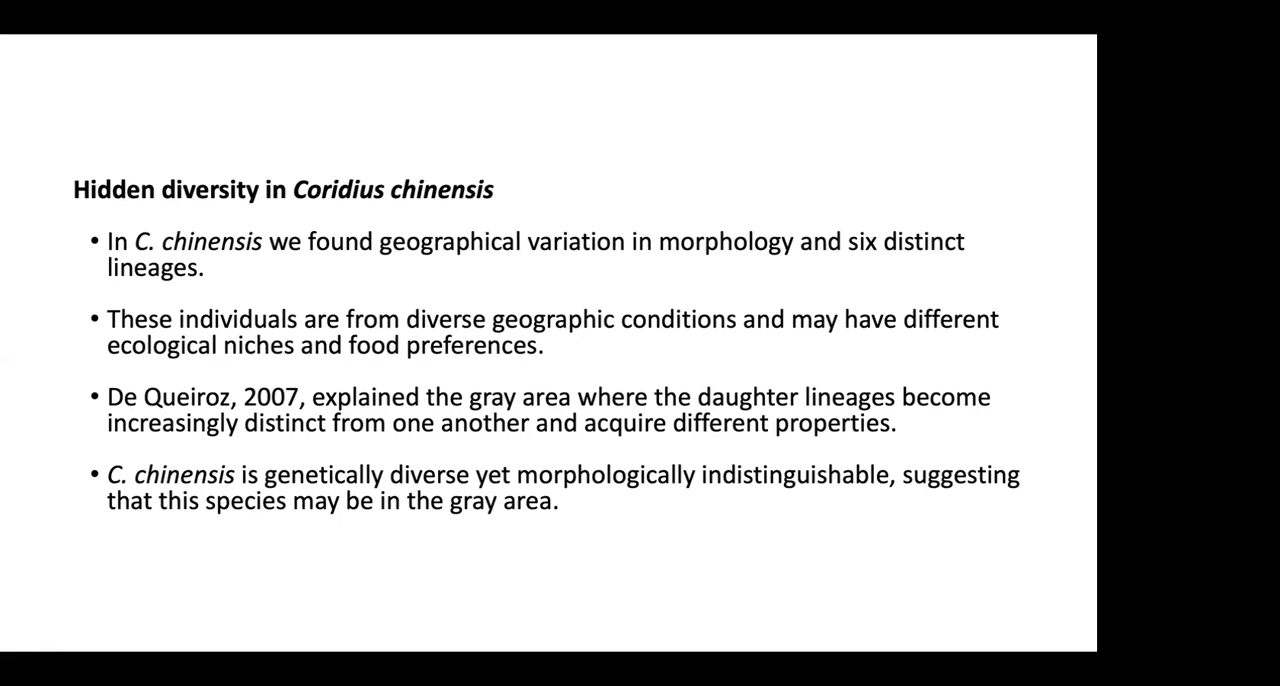 Hidden diversity in Coridius chinensis
• In C. chinensis we found geographical variation in morphology and six distinct
lineages.
• These individuals are from diverse geographic conditions and may have different
ecological niches and food preferences.
• De Queiroz, 2007, explained the gray area where the daughter lineages become
increasingly distinct from one another and acquire different properties.
• C. chinensis is genetically diverse yet morphologically indistinguishable, suggesting
that this species may be in the gray area.